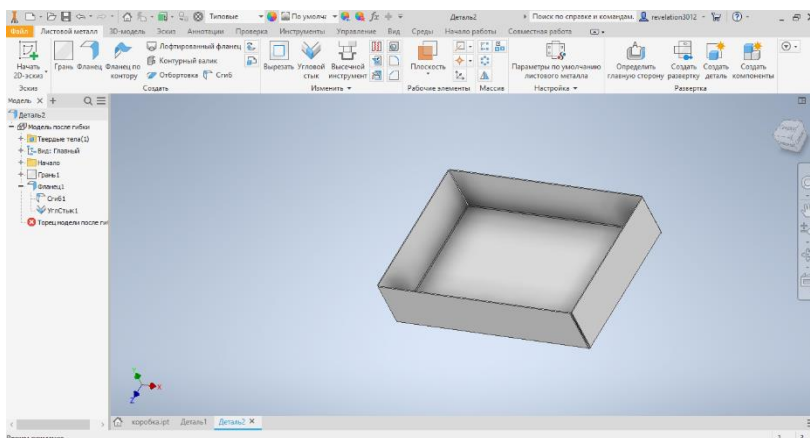 Типовые По умолч Деталь2 Поиск по справке и командам. revelation3012
Файл Листовой металл 3D-модель Эскиз Аннотации Проверка Инструменты Управление Вид Среды Начало работы Совместная работа
Начать 2D-эскиз
Грань Фланец Фланец по контуру
Лофтированный фланец
Контурный валик
Отбортовка Сгиб
Вырезать Угловой стык Высечной инструмент
Плоскость
Параметры по умолчанию листового металла
Определить главную сторону
Создать развертку
Создать деталь
Создать компоненты
Эскиз Создать Изменить Рабочие элементы Массив Настройка Развертка
Модель
Деталь2
Модель после гибки
Твердые тела(1)
Вид: Главный
Начало
Грань1
Фланец1
Сгиб1
УглСтык1
Торец модели после ги
Y
X
Z
коробка.ipt Деталь1 Деталь2